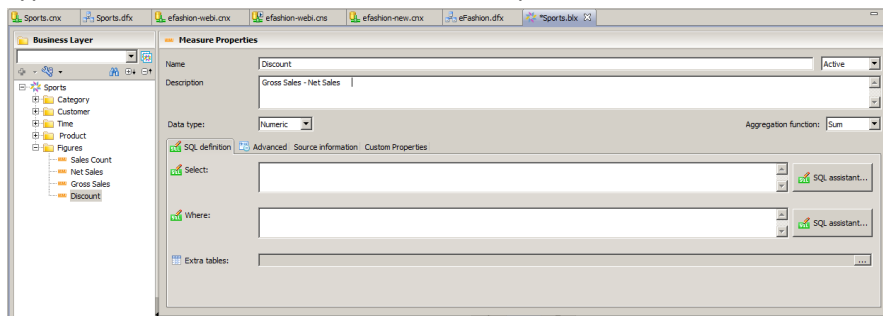 Sports.cnx Sports.dfx efashion-webi.cnx efashion-webi.cns efashion-new.cnx eFashion.dfx *Sports.blx
Business Layer
Measure Properties
Name Discount Active
Description Gross Sales - Net Sales
Sports
Category
Customer
Time
Product
Figures
Sales Count
Net Sales
Gross Sales
Discount
Data type: Numeric Aggregation function: Sum
SQL definition Advanced Source information Custom Properties
Select: SQL assistant...
Where: SQL assistant...
Extra tables: ...